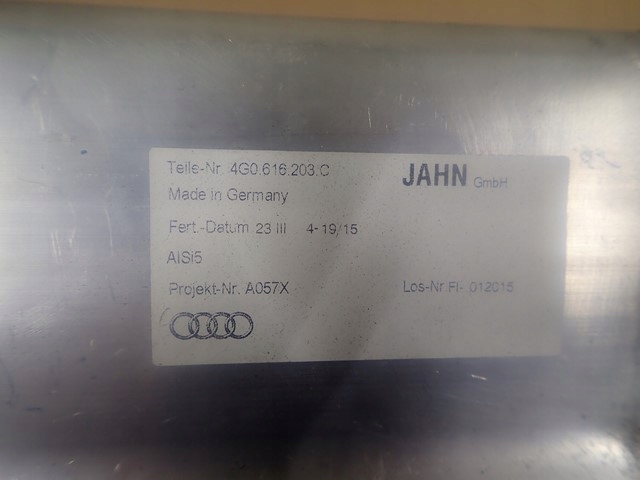 Teile-Nr. 4G0.616.203.C
JAHN GmbH
Made in Germany
Fert.-Datum 23 III 4-19/15
AlSi5
Projekt-Nr. A057X
Los-Nr FI- 012015